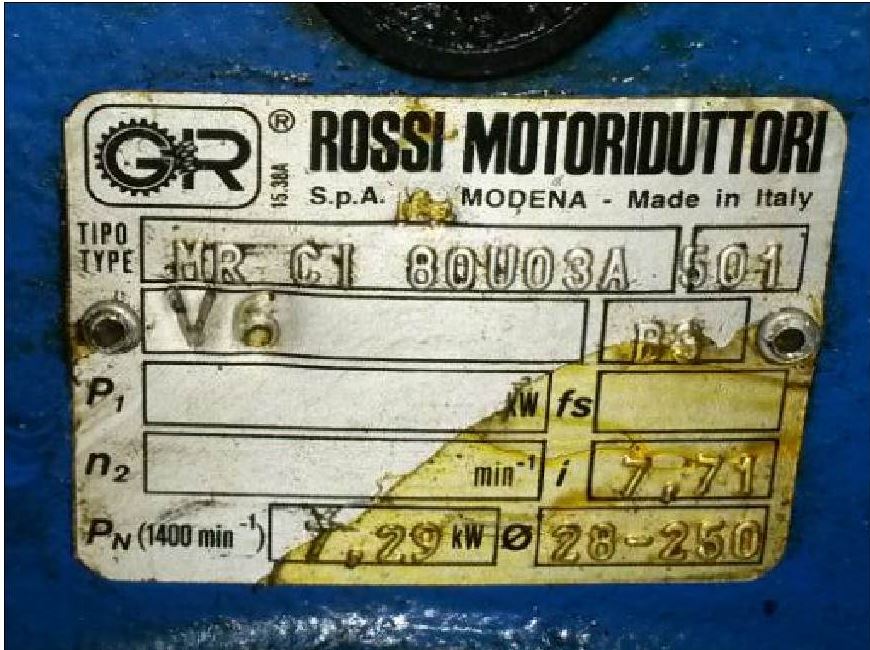 GR ® ROSSI MOTORIDUTTORI
15.38A S.p.A. MODENA - Made in Italy
TIPO
TYPE MR CI 80U03A 501
V6 B3
P1 kW fs
n2 min-1 i 7,71
PN (1400 min-1) 7,29 kW Ø 28-250